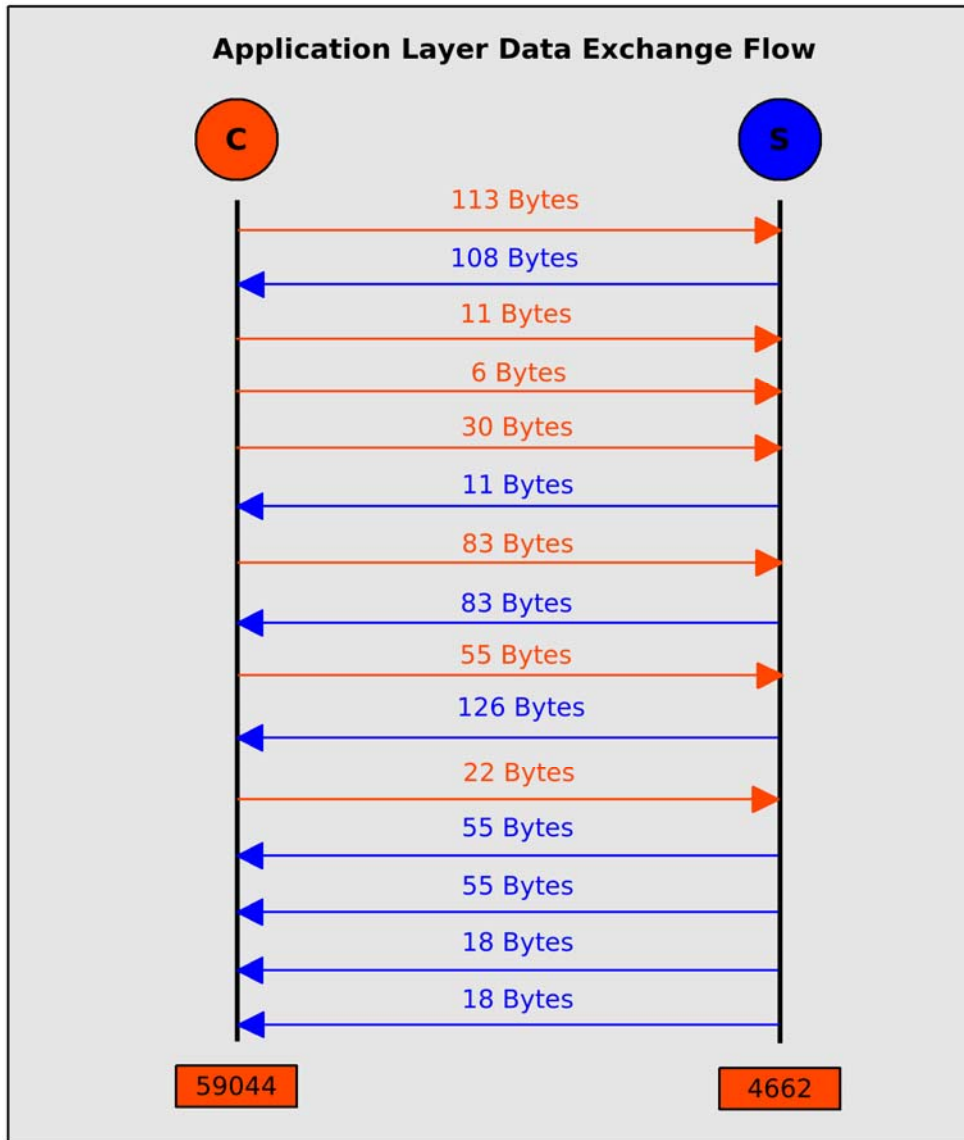 Application Layer Data Exchange Flow
C S
113 Bytes
108 Bytes
11 Bytes
6 Bytes
30 Bytes
11 Bytes
83 Bytes
83 Bytes
55 Bytes
126 Bytes
22 Bytes
55 Bytes
55 Bytes
18 Bytes
18 Bytes
59044 4662